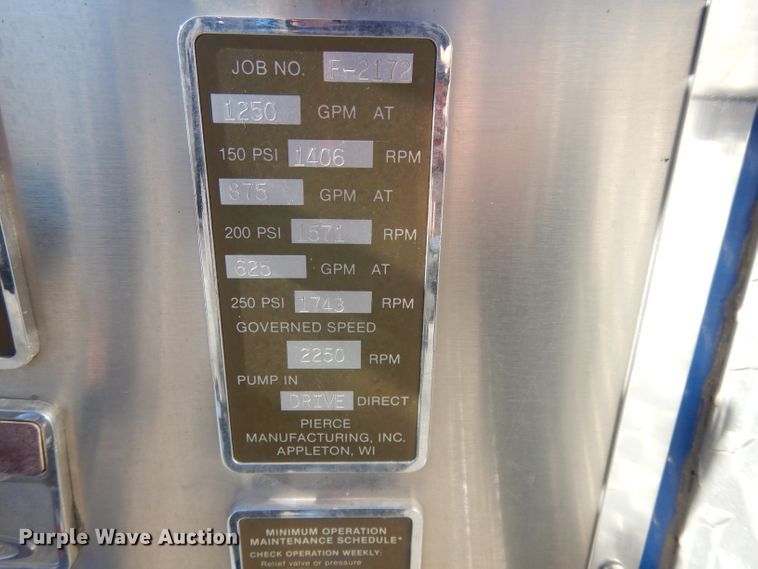 JOB NO. F-2172
1250 GPM AT
150 PSI 1406 RPM
875 GPM AT
200 PSI 1571 RPM
625 GPM AT
250 PSI 1743 RPM
GOVERNED SPEED
2250 RPM
PUMP IN
DRIVE DIRECT
PIERCE
MANUFACTURING, INC.
APPLETON, WI
MINIMUM OPERATION
MAINTENANCE SCHEDULE*
CHECK OPERATION WEEKLY:
Relief valve or pressure
Purple Wave Auction